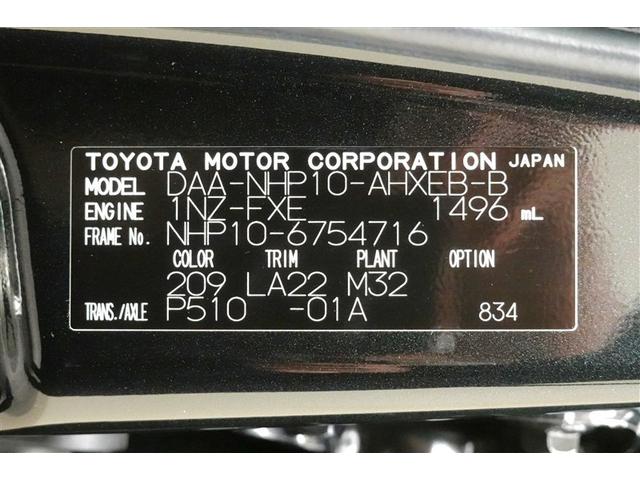 TOYOTA MOTOR CORPORATION JAPAN
MODEL DAA-NHP10-AHXEB-B
ENGINE 1NZ-FXE 1496 mL
FRAME No. NHP10-6754716
COLOR TRIM PLANT OPTION
209 LA22 M32
TRANS./AXLE P510 -01A 834